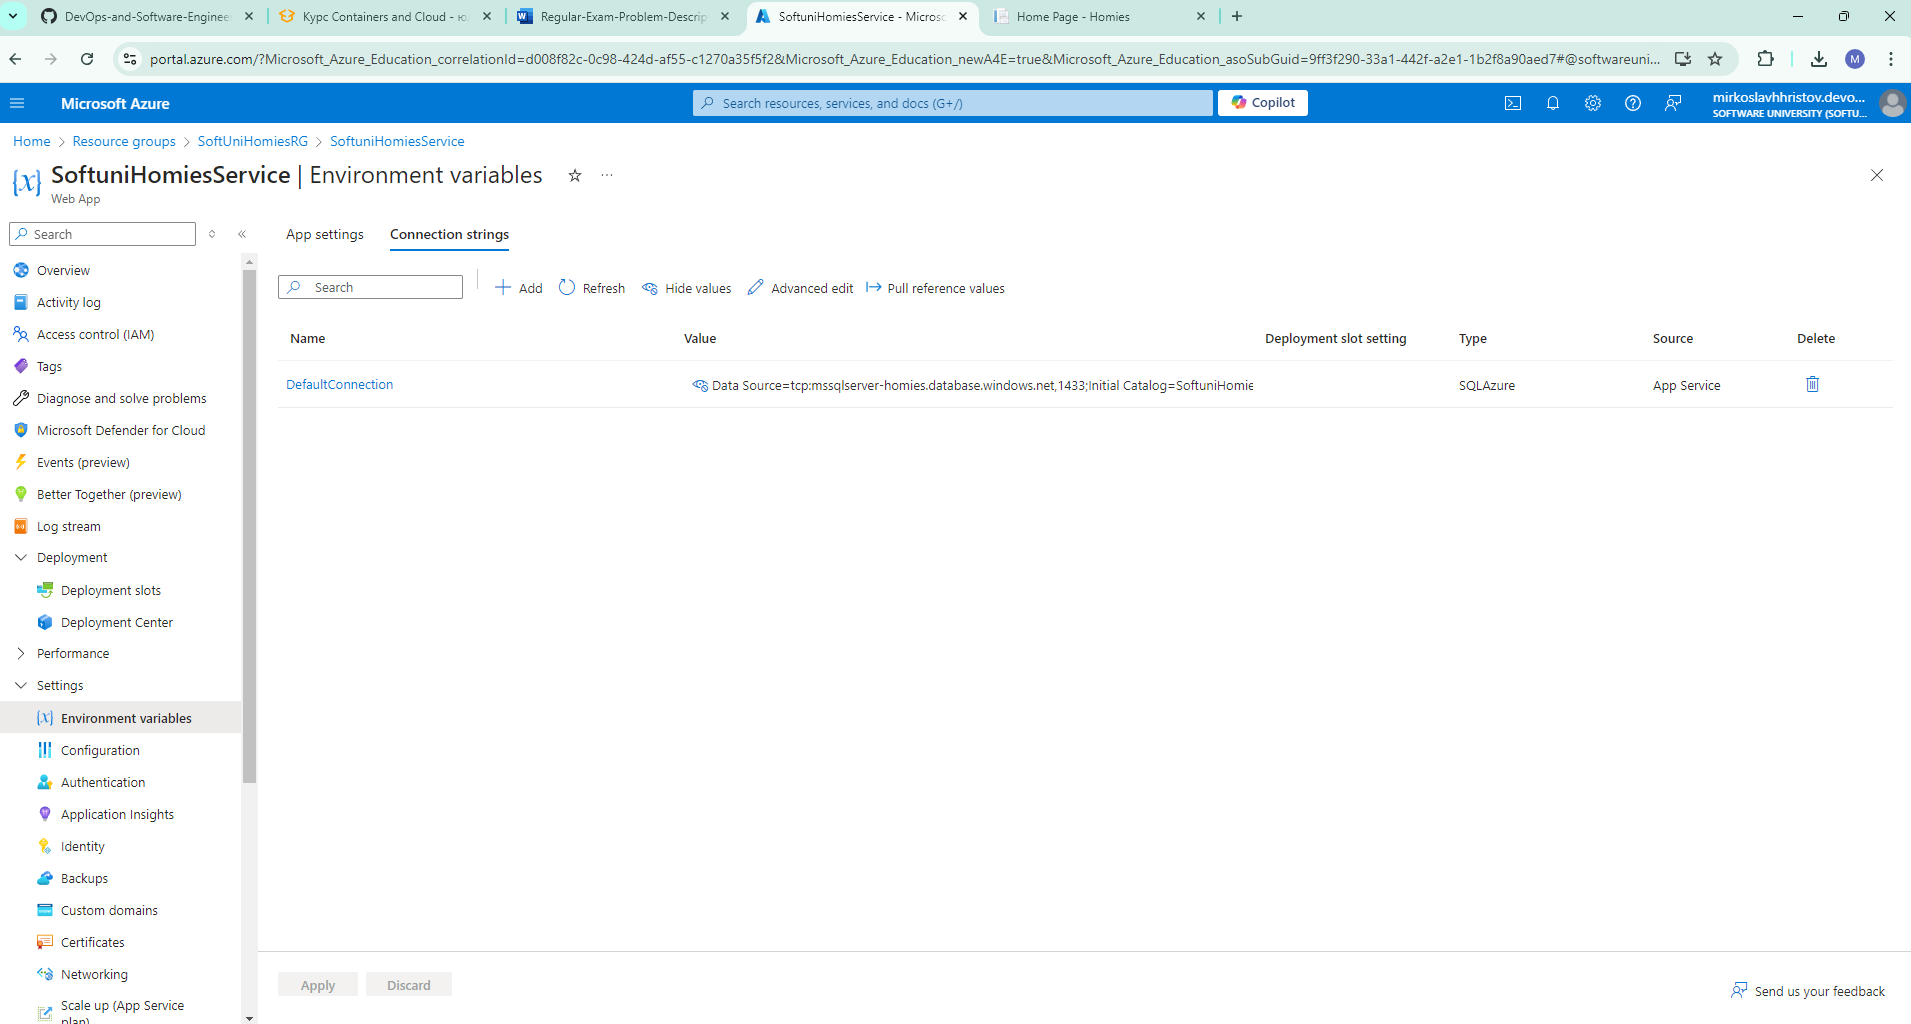 DevOps-and-Software-Enginee
Курс Containers and Cloud - ю
Regular-Exam-Problem-Descrip
SoftuniHomiesService - Microso
Home Page - Homies
portal.azure.com/?Microsoft_Azure_Education_correlationId=d008f82c-0c98-424d-af55-c1270a35f5f2&Microsoft_Azure_Education_newA4E=true&Microsoft_Azure_Education_asoSubGuid=9ff3f290-33a1-442f-a2e1-1b2f8a90aed7#@softwareuni...
M
Microsoft Azure
Search resources, services, and docs (G+/)
Copilot
mirkoslavhhristov.devo...
SOFTWARE UNIVERSITY (SOFTU...
Home > Resource groups > SoftUniHomiesRG > SoftuniHomiesService
SoftuniHomiesService | Environment variables
Web App
Search
Overview
Activity log
Access control (IAM)
Tags
Diagnose and solve problems
Microsoft Defender for Cloud
Events (preview)
Better Together (preview)
Log stream
Deployment
Deployment slots
Deployment Center
Performance
Settings
Environment variables
Configuration
Authentication
Application Insights
Identity
Backups
Custom domains
Certificates
Networking
Scale up (App Service
plan)
App settings
Connection strings
Search
Add
Refresh
Hide values
Advanced edit
Pull reference values
Name Value Deployment slot setting Type Source Delete
DefaultConnection Data Source=tcp:mssqlserver-homies.database.windows.net,1433;Initial Catalog=SoftuniHomie SQLAzure App Service
Apply
Discard
Send us your feedback